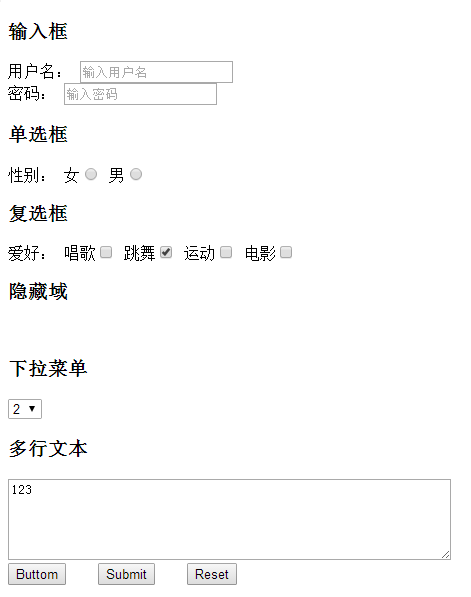 输入框
用户名： 输入用户名
密码： 输入密码
单选框
性别： 女 男
复选框
爱好： 唱歌 跳舞 运动 电影
隐藏域
下拉菜单
2
多行文本
123
Buttom Submit Reset